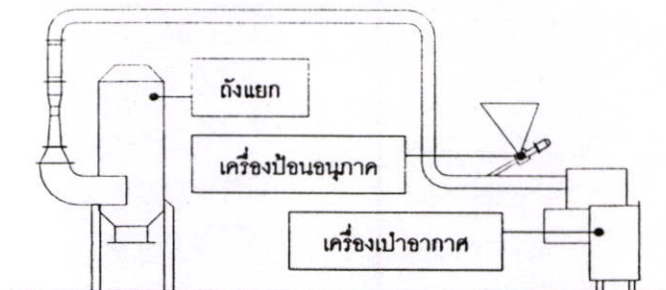 ถังแยก
เครื่องป้อนอนุภาค
เครื่องเป่าอากาศ